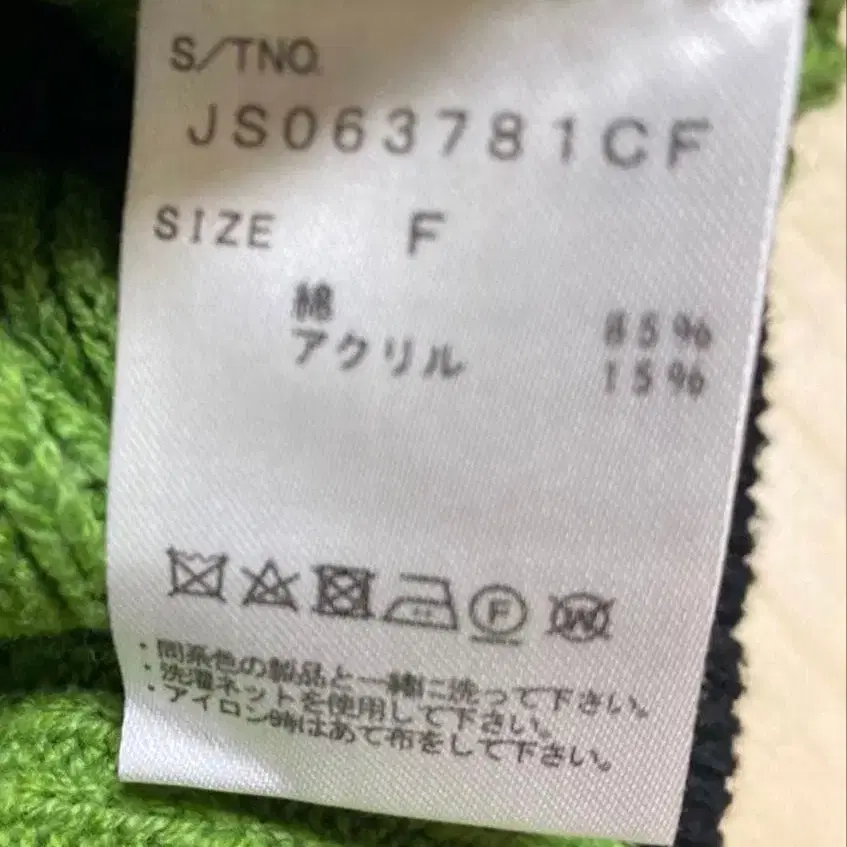 S/TNO.
JS063781CF
SIZE F
綿 85%
アクリル 15%
F
W
・同系色の製品と一緒に洗って下さい。
・洗濯ネットを使用して下さい。
・アイロン時はあて布をして下さい。